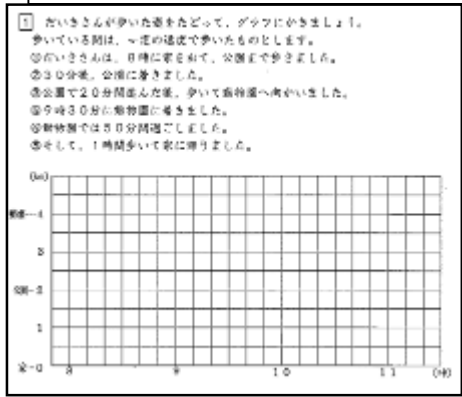 1 だいきさんが歩いた道をたどって、グラフにかきましょう。
歩いている間は、一定の速度で歩いたものとします。
①だいきさんは、8時に家を出て、公園まで歩きました。
②30分後、公園に着きました。
③公園で20分間遊んだ後、歩いて動物園へ向かいました。
9時30分に動物園に着きました。
動物園では50分間過ごしました。
そして、1時間歩いて家に帰りました。
(km)
4
3
公園 2
1
家 0
8 9 10 11 (時)